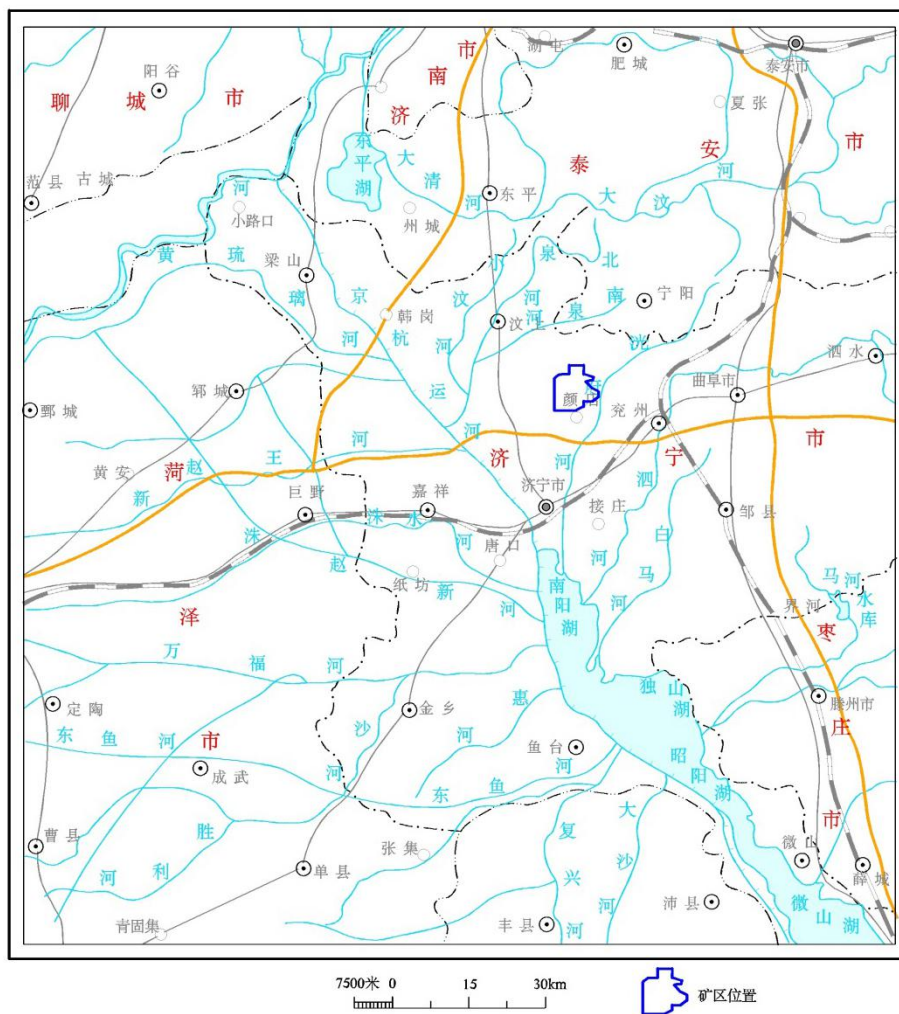 湖屯
肥城
泰安市
阳谷
聊城市
济南市
夏张
泰安市
东平湖
大清河
东平
大汶河
范县
古城
小路口
州城
黄河
琉璃河
梁山
京杭运河
小汶河
泉河
北泉河
南泉河
宁阳
韩岗
汶上
洸府河
泗水
曲阜市
郓城
鄄城
颜店
兖州
黄安
菏泽市
新赵王河
济宁市
巨野
嘉祥
济宁市
接庄
泗河
白马河
邹县
洙水河
唐口
洙赵新河
纸坊
南阳湖
马河水库
界河
枣庄市
万福河
独山湖
滕州市
定陶
东鱼河
金乡
惠河
沙河
鱼台
昭阳湖
成武
东鱼河
曹县
胜利河
张集
复兴河
大沙河
微山
薛城
单县
沛县
微山湖
青固集
丰县
7500米 0 15 30km
矿区位置